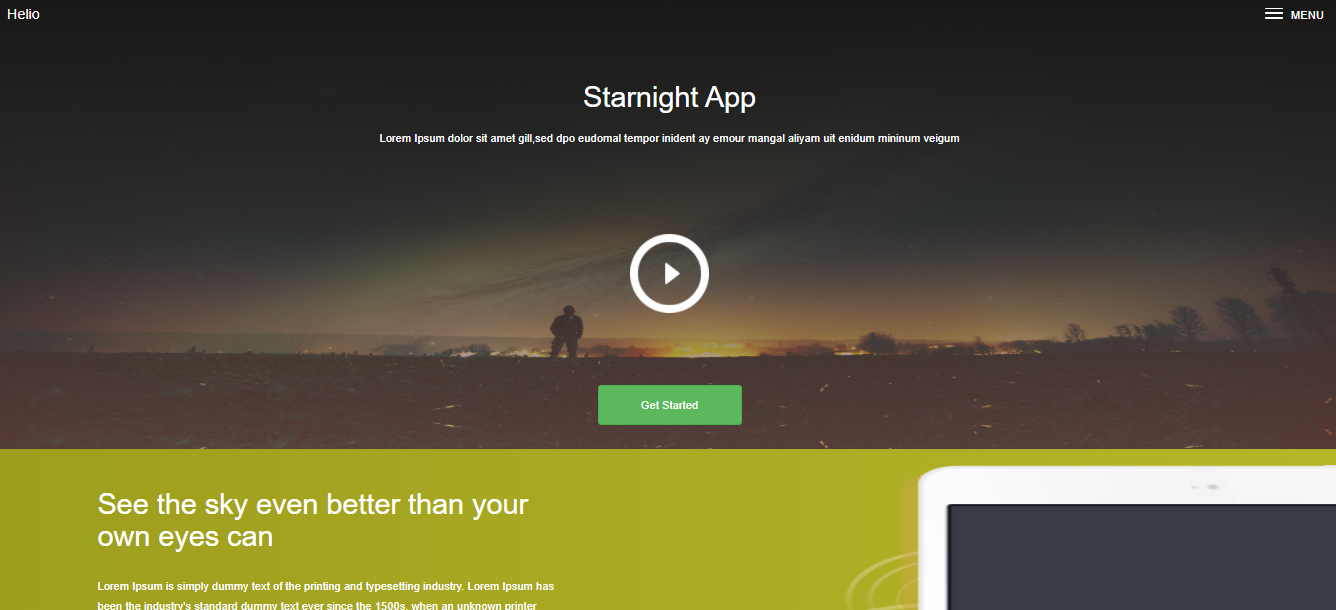 Helio
MENU
Starnight App
Lorem Ipsum dolor sit amet gill,sed dpo eudomal tempor inident ay emour mangal aliyam uit enidum mininum veigum
Get Started
See the sky even better than your
own eyes can
Lorem Ipsum is simply dummy text of the printing and typesetting industry. Lorem Ipsum has
been the industry's standard dummy text ever since the 1500s, when an unknown printer